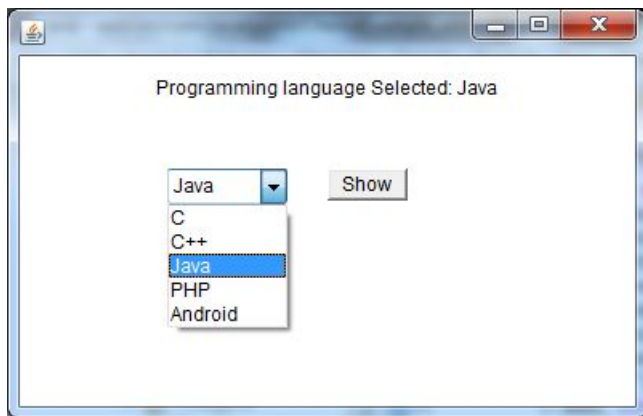 Programming language Selected: Java
Java
Show
C
C++
Java
PHP
Android